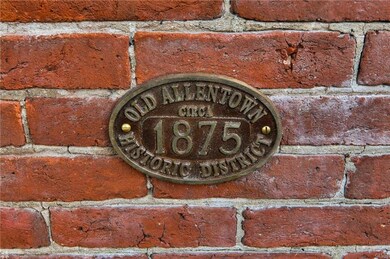 OLD ALLENTOWN
CIRCA
1875
HISTORIC DISTRICT